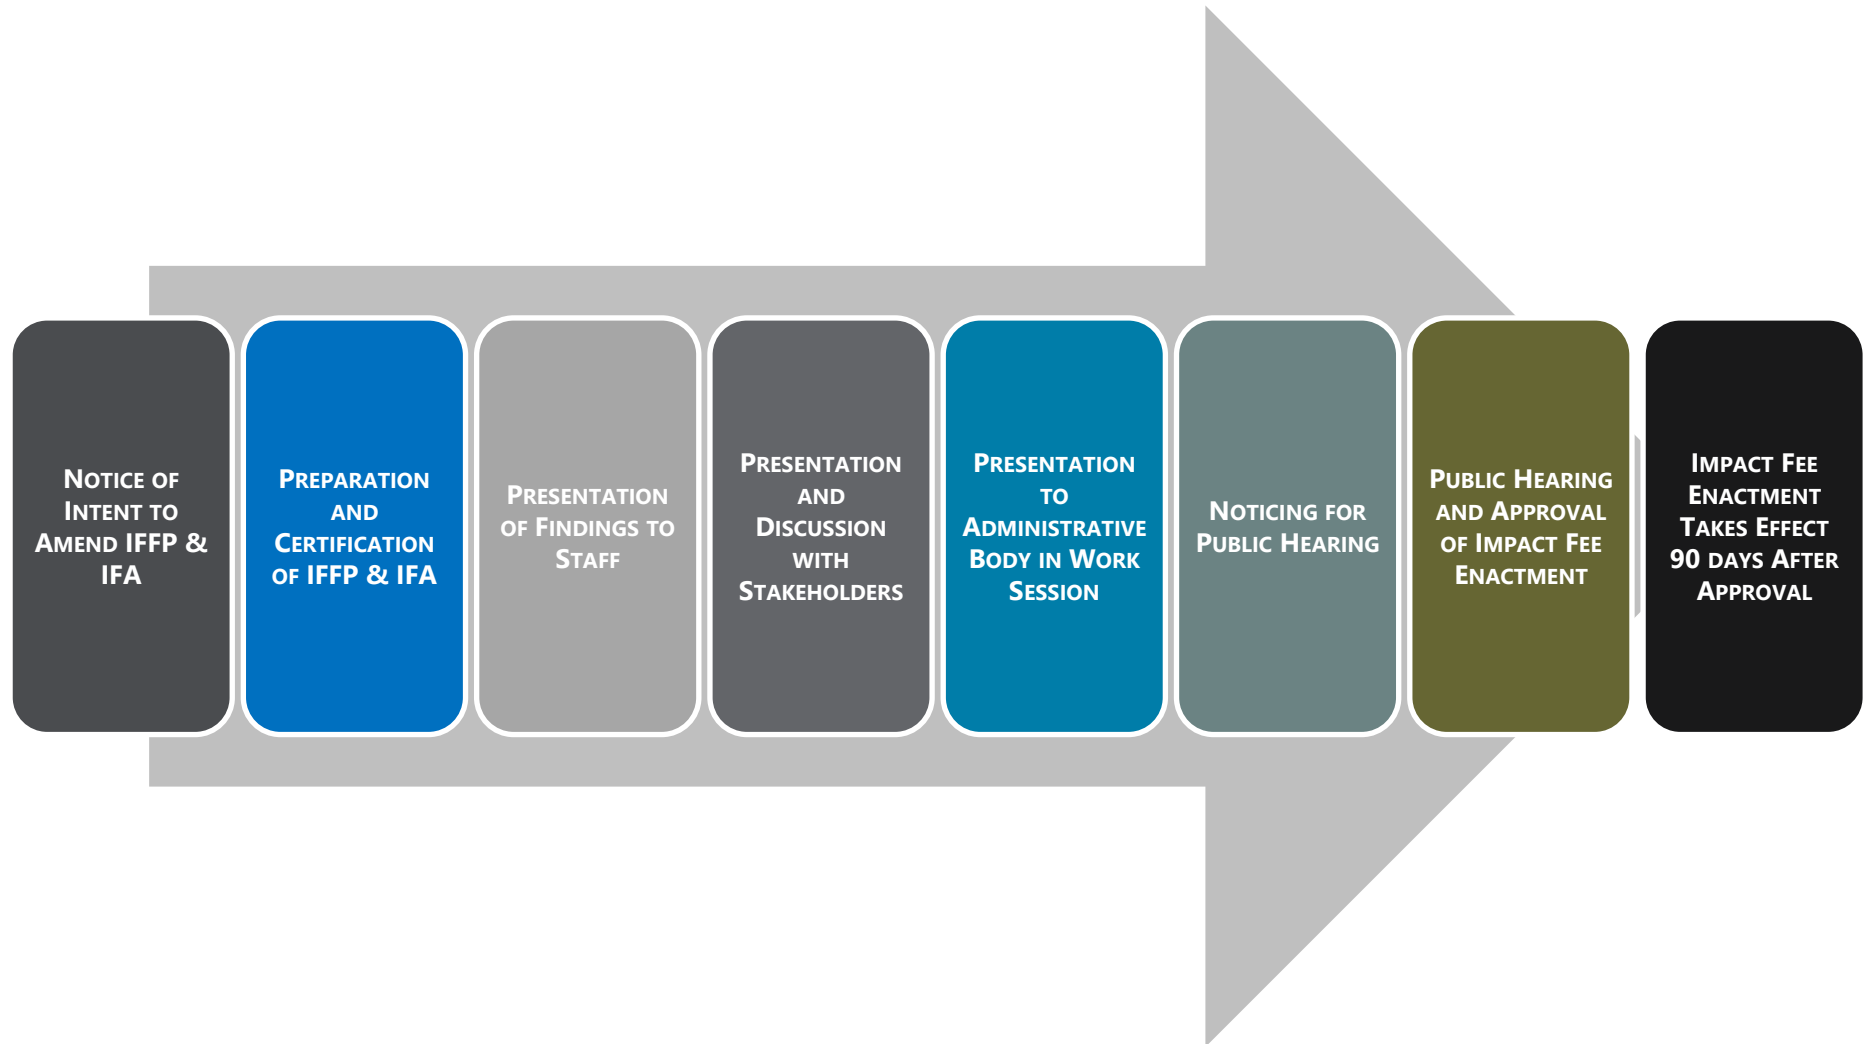 Notice of
Intent to
Amend IFFP &
IFA
Preparation
and
Certification
of IFFP & IFA
Presentation
of Findings to
Staff
Presentation
and
Discussion
with
Stakeholders
Presentation
to
Administrative
Body in Work
Session
Noticing for
Public Hearing
Public Hearing
and Approval
of Impact Fee
Enactment
Impact Fee
Enactment
Takes Effect
90 days After
Approval